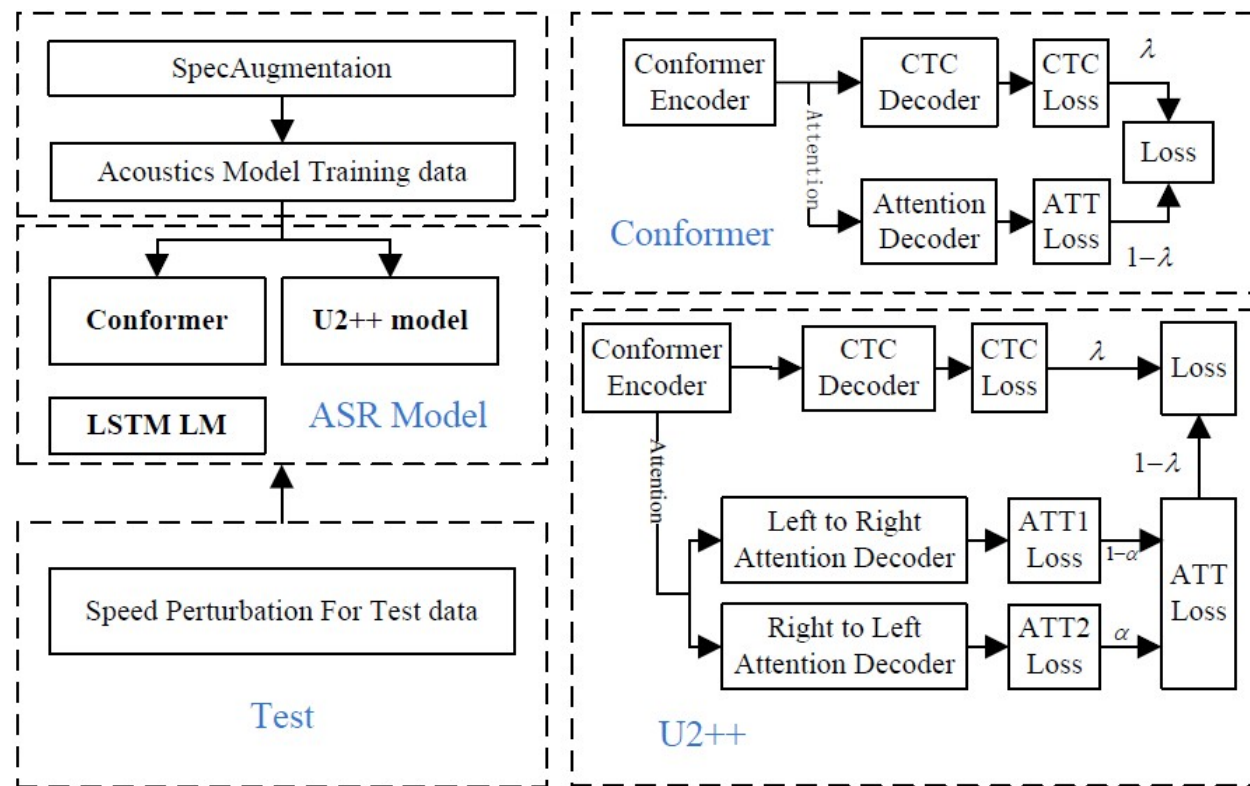 SpecAugmentaion
Acoustics Model Training data
Conformer
U2++ model
LSTM LM
ASR Model
Speed Perturbation For Test data
Test
Conformer
Encoder
CTC
Decoder
CTC
Loss
λ
Loss
Attention
Attention
Decoder
ATT
Loss
1−λ
Conformer
Conformer
Encoder
CTC
Decoder
CTC
Loss
λ
Loss
Attention
1−λ
Left to Right
Attention Decoder
ATT1
Loss
1−α
ATT
Loss
Right to Left
Attention Decoder
ATT2
Loss
α
U2++